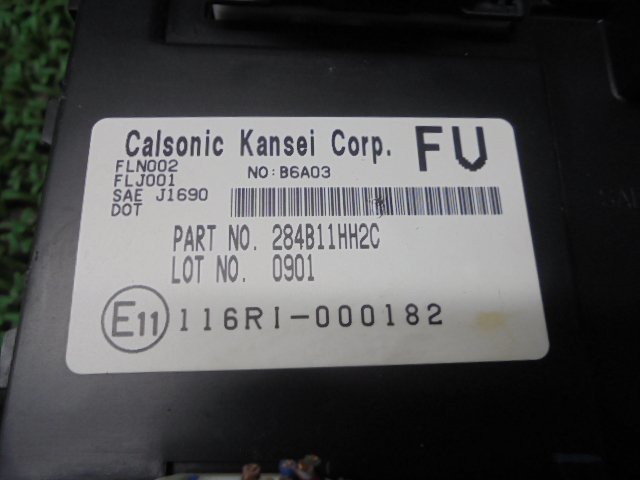 Calsonic Kansei Corp. FU
FLN002
FLJ001
NO:B6A03
SAE J1690
DOT
PART NO. 284B11HH2C
LOT NO. 0901
E11 116RI-000182